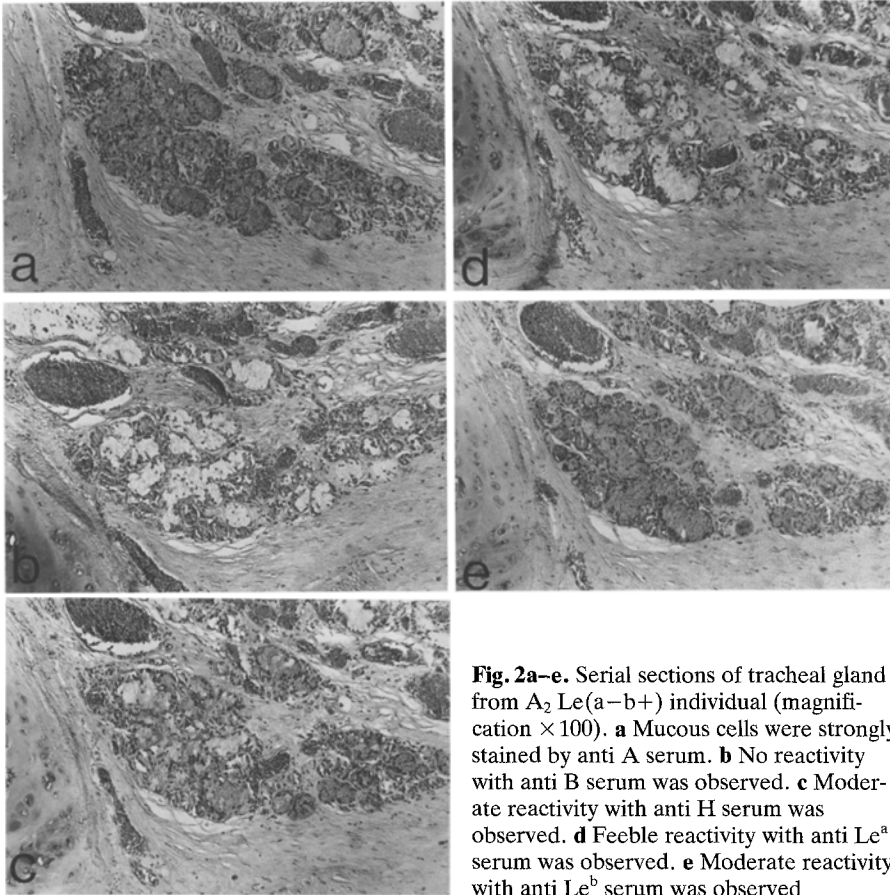 a
d
b
e
c
Fig. 2a–e. Serial sections of tracheal gland
from A₂ Le(a−b+) individual (magnifi-
cation ×100). a Mucous cells were strongly
stained by anti A serum. b No reactivity
with anti B serum was observed. c Moder-
ate reactivity with anti H serum was
observed. d Feeble reactivity with anti Leᵃ
serum was observed. e Moderate reactivity
with anti Leᵇ serum was observed